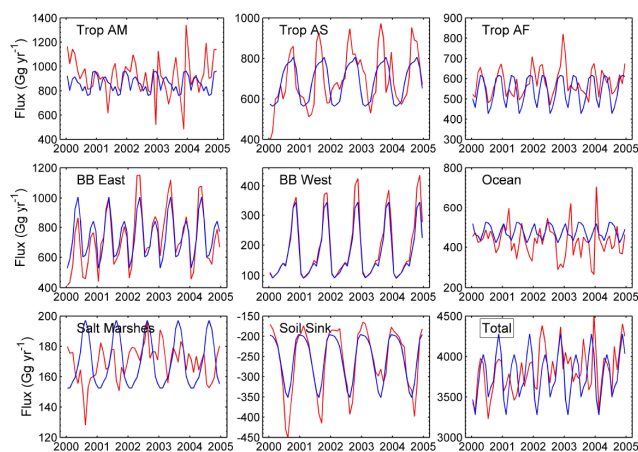 Trop AM Trop AS Trop AF
Flux (Gg yr⁻¹)
1400 1200 1000 800 600 400
1000 800 600 400
900 800 700 600 500 400 300
2000 2001 2002 2003 2004 2005
2000 2001 2002 2003 2004 2005
2000 2001 2002 2003 2004 2005
BB East BB West Ocean
Flux (Gg yr⁻¹)
1200 1000 800 600 400
400 300 200 100
800 600 400 200
2000 2001 2002 2003 2004 2005
2000 2001 2002 2003 2004 2005
2000 2001 2002 2003 2004 2005
Salt Marshes Soil Sink Total
Flux (Gg yr⁻¹)
200 180 160 140 120
-150 -200 -250 -300 -350 -400 -450
4500 4000 3500 3000
2000 2001 2002 2003 2004 2005
2000 2001 2002 2003 2004 2005
2000 2001 2002 2003 2004 2005